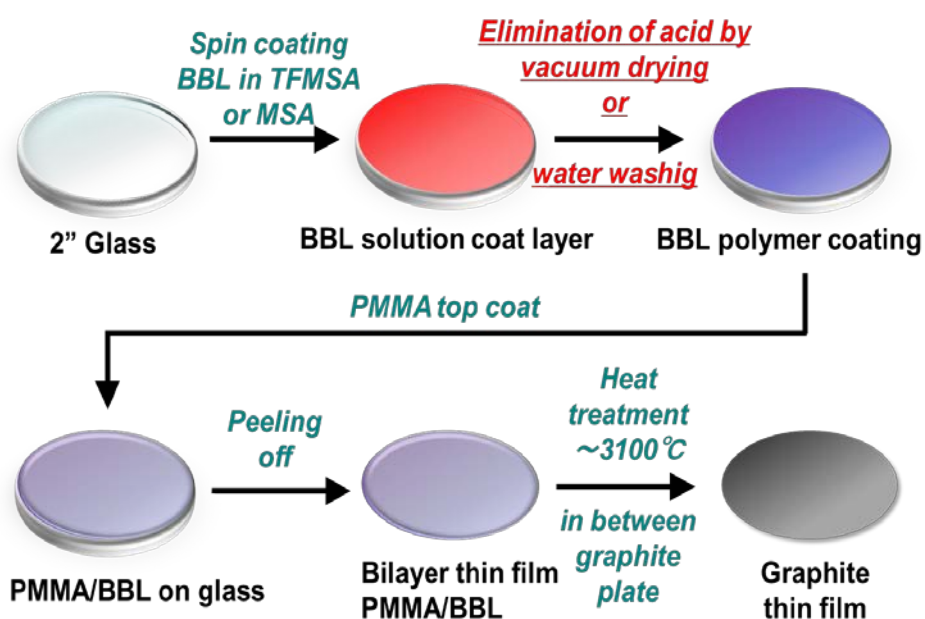 Spin coating
BBL in TFMSA
or MSA
Elimination of acid by
vacuum drying
or
water washig
2” Glass
BBL solution coat layer
BBL polymer coating
PMMA top coat
Peeling
off
Heat
treatment
～3100℃
in between
graphite
plate
PMMA/BBL on glass
Bilayer thin film
PMMA/BBL
Graphite
thin film